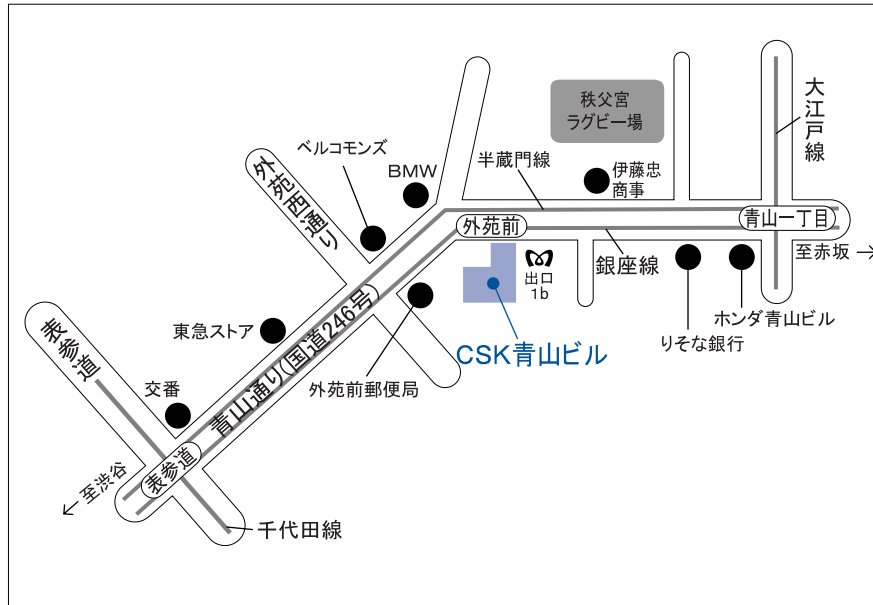 秩父宮
ラグビー場
大江戸線
ベルコモンズ
BMW
半蔵門線
伊藤忠
商事
外苑西通り
外苑前
青山一丁目
銀座線
至赤坂→
出口
1b
ホンダ青山ビル
りそな銀行
CSK青山ビル
表参道
東急ストア
青山通り(国道246号)
外苑前郵便局
交番
表参道
←至渋谷
千代田線